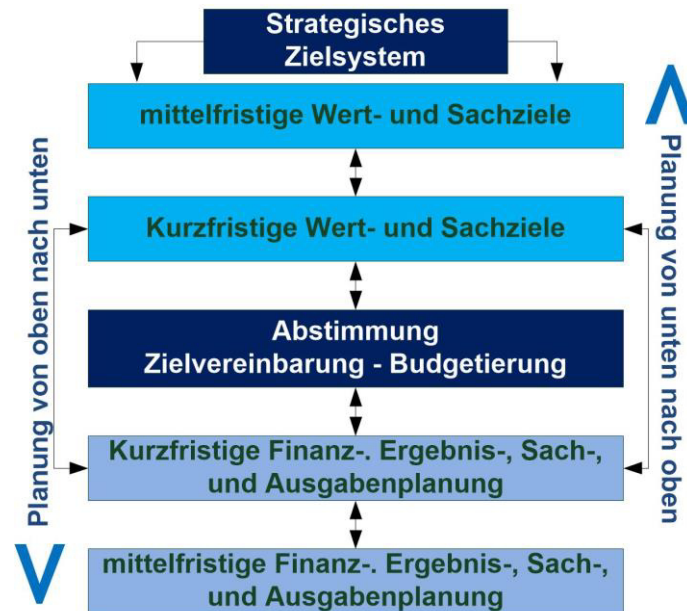 Strategisches
Zielsystem
mittelfristige Wert- und Sachziele
Kurzfristige Wert- und Sachziele
Abstimmung
Zielvereinbarung - Budgetierung
Kurzfristige Finanz-. Ergebnis-, Sach-,
und Ausgabenplanung
mittelfristige Finanz-. Ergebnis-, Sach-,
und Ausgabenplanung
Planung von oben nach unten
Planung von unten nach oben